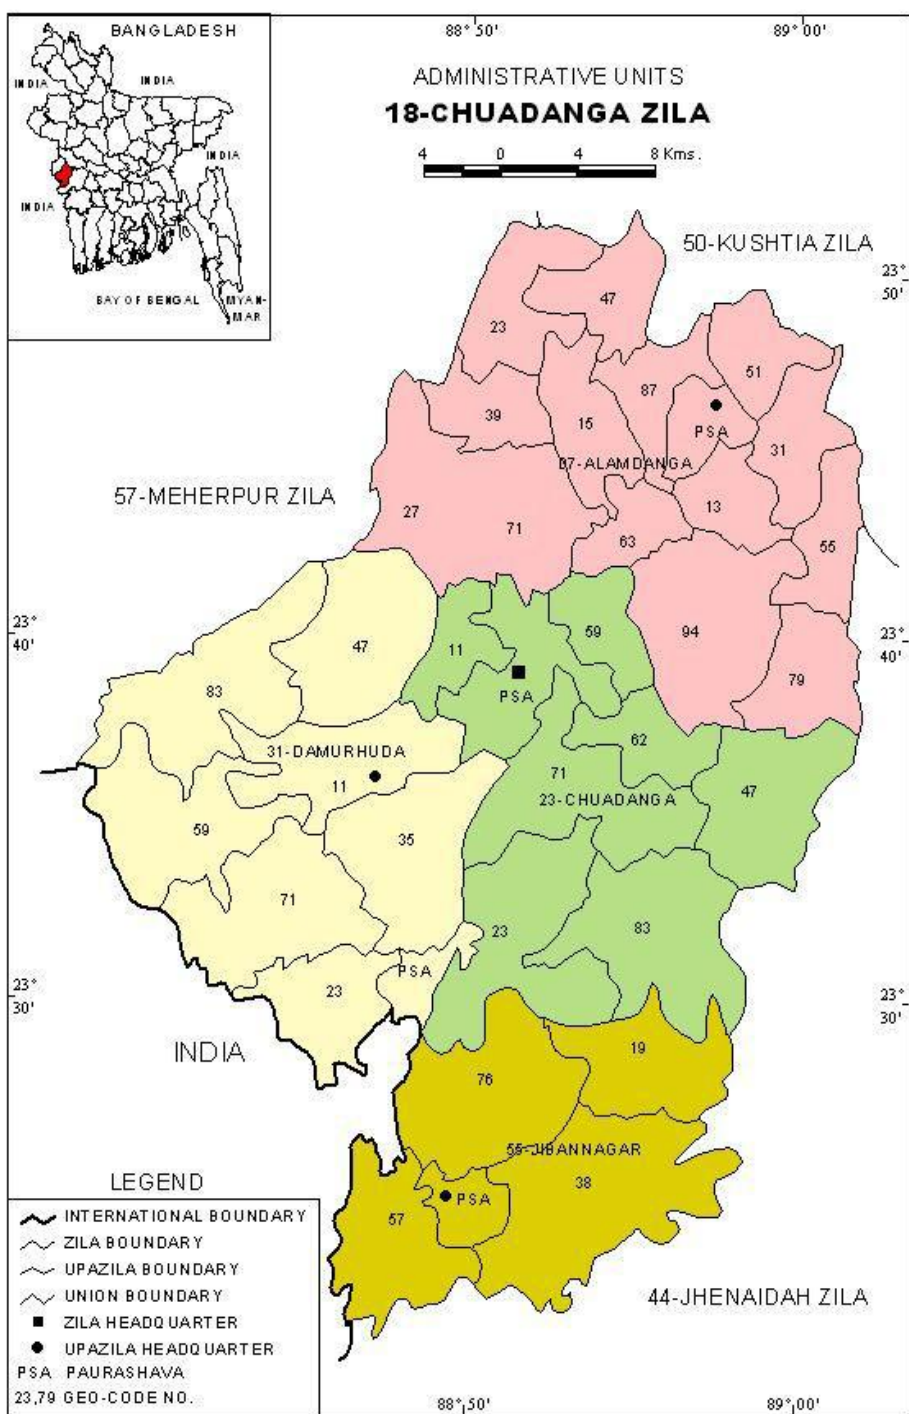 BANGLADESH
INDIA
INDIA
INDIA
INDIA
BAY OF BENGAL
MYAN-
MAR
88°50'
89°00'
ADMINISTRATIVE UNITS
18-CHUADANGA ZILA
4 0 4 8 Kms.
50-KUSHTIA ZILA
23°
50'
47
23
51
87
39
15
PSA
31
07-ALAMDANGA
57-MEHERPUR ZILA
27
71
13
63
55
23°
40'
23°
40'
47
11
59
94
83
PSA
79
62
31-DAMURHUDA
11
71
47
23-CHUADANGA
59
35
71
23
83
PSA
23
23°
30'
23°
30'
INDIA
19
76
55-JIBANNAGAR
38
PSA
57
44-JHENAIDAH ZILA
LEGEND
INTERNATIONAL BOUNDARY
ZILA BOUNDARY
UPAZILA BOUNDARY
UNION BOUNDARY
ZILA HEADQUARTER
UPAZILA HEADQUARTER
PSA PAURASHAVA
23,79 GEO-CODE NO.
88°50'
89°00'